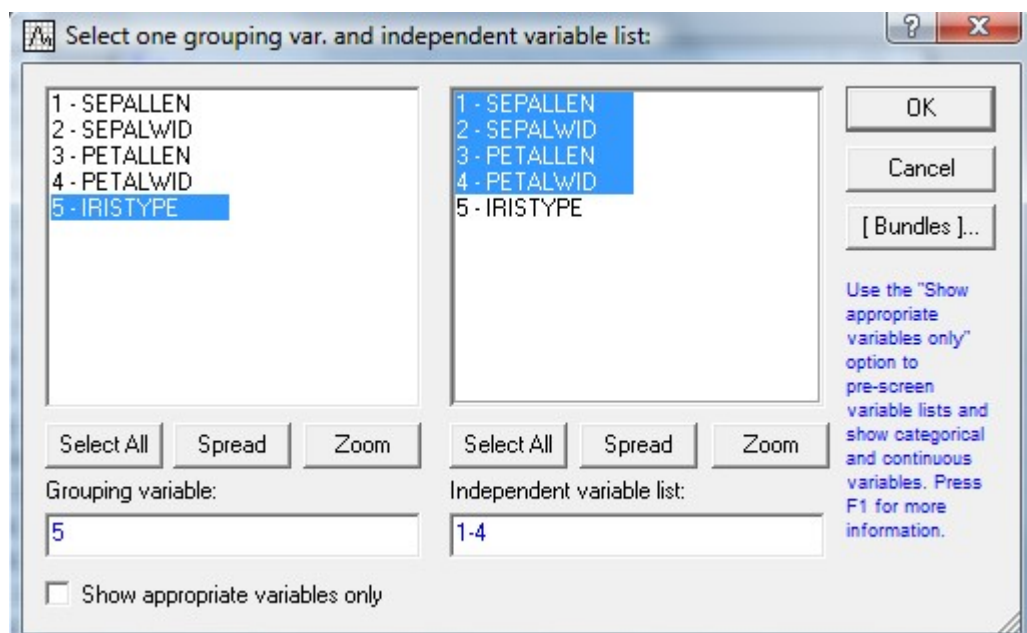 Select one grouping var. and independent variable list:
1 - SEPALLEN
2 - SEPALWID
3 - PETALLEN
4 - PETALWID
5 - IRISTYPE
Select All
Spread
Zoom
Grouping variable:
5
1 - SEPALLEN
2 - SEPALWID
3 - PETALLEN
4 - PETALWID
5 - IRISTYPE
Select All
Spread
Zoom
Independent variable list:
1-4
Show appropriate variables only
OK
Cancel
[ Bundles ]...
Use the "Show
appropriate
variables only"
option to
pre-screen
variable lists and
show categorical
and continuous
variables. Press
F1 for more
information.